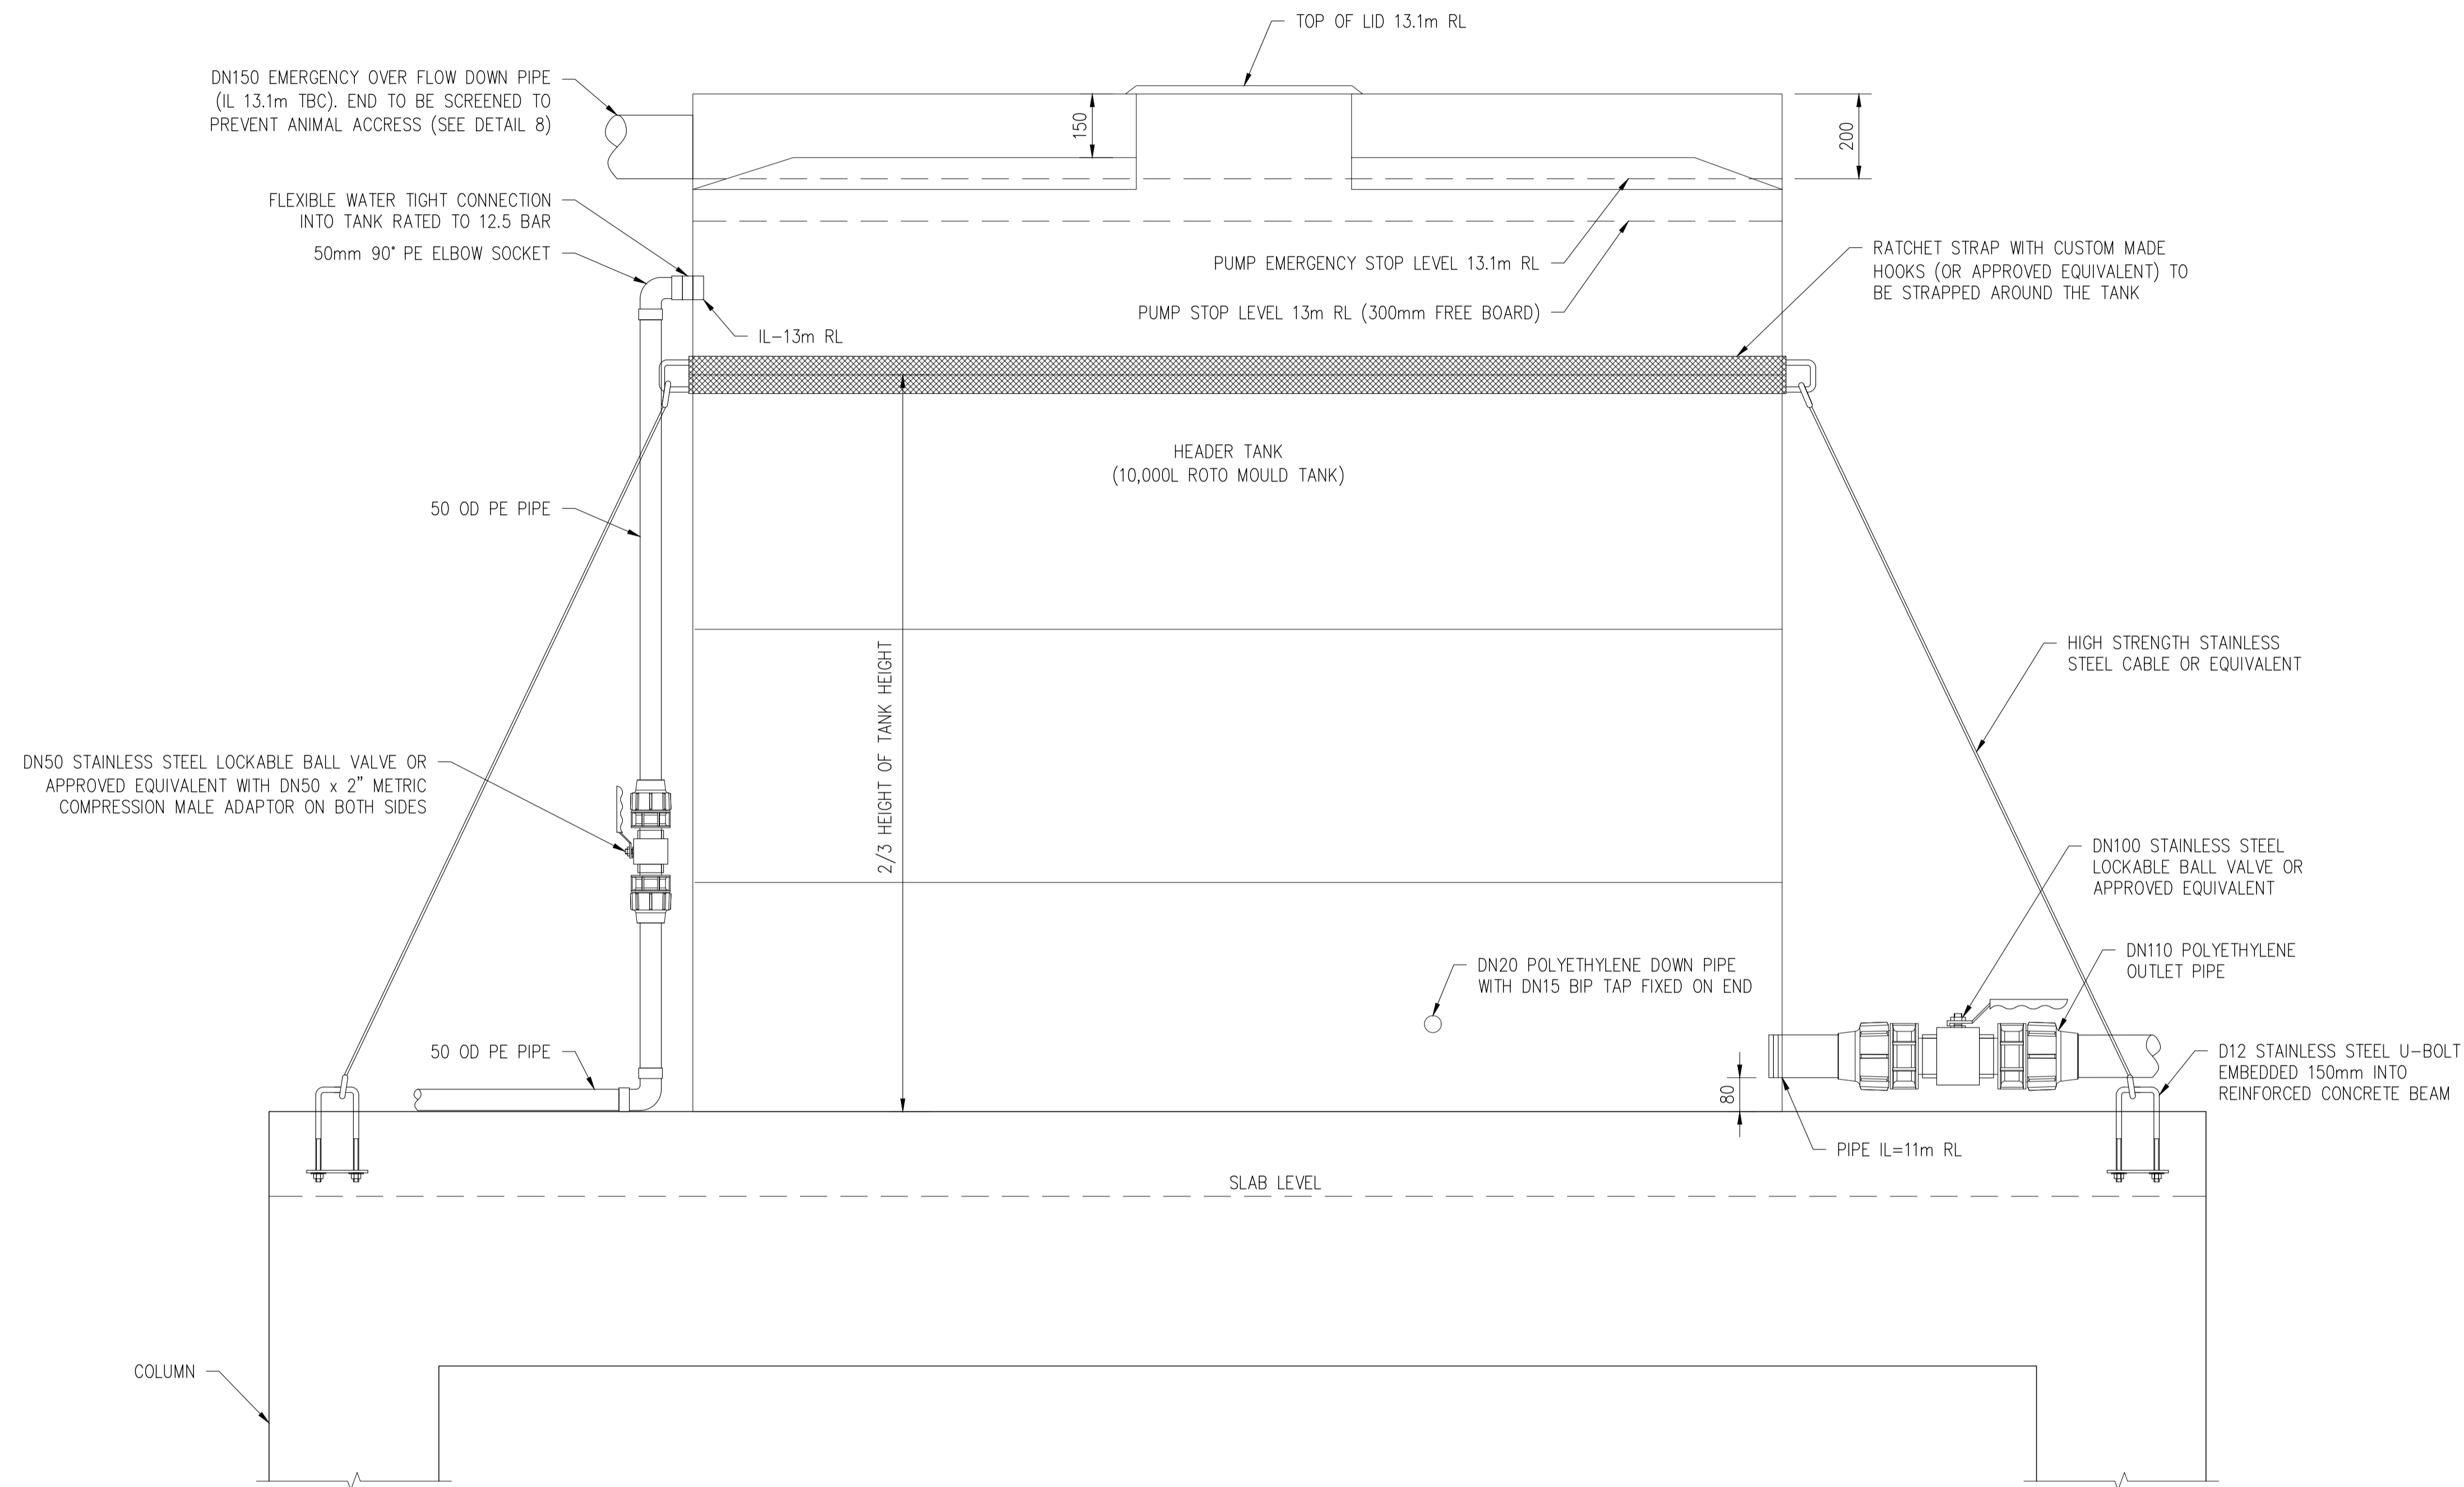 TOP OF LID 13.1m RL
DN150 EMERGENCY OVER FLOW DOWN PIPE
(IL 13.1m TBC). END TO BE SCREENED TO
PREVENT ANIMAL ACCRESS (SEE DETAIL 8)
150
200
FLEXIBLE WATER TIGHT CONNECTION
INTO TANK RATED TO 12.5 BAR
50mm 90° PE ELBOW SOCKET
PUMP EMERGENCY STOP LEVEL 13.1m RL
PUMP STOP LEVEL 13m RL (300mm FREE BOARD)
RATCHET STRAP WITH CUSTOM MADE
HOOKS (OR APPROVED EQUIVALENT) TO
BE STRAPPED AROUND THE TANK
IL-13m RL
HEADER TANK
(10,000L ROTO MOULD TANK)
50 OD PE PIPE
2/3 HEIGHT OF TANK HEIGHT
HIGH STRENGTH STAINLESS
STEEL CABLE OR EQUIVALENT
DN50 STAINLESS STEEL LOCKABLE BALL VALVE OR
APPROVED EQUIVALENT WITH DN50 x 2" METRIC
COMPRESSION MALE ADAPTOR ON BOTH SIDES
DN100 STAINLESS STEEL
LOCKABLE BALL VALVE OR
APPROVED EQUIVALENT
DN20 POLYETHYLENE DOWN PIPE
WITH DN15 BIP TAP FIXED ON END
DN110 POLYETHYLENE
OUTLET PIPE
50 OD PE PIPE
80
D12 STAINLESS STEEL U-BOLT
EMBEDDED 150mm INTO
REINFORCED CONCRETE BEAM
PIPE IL=11m RL
SLAB LEVEL
COLUMN